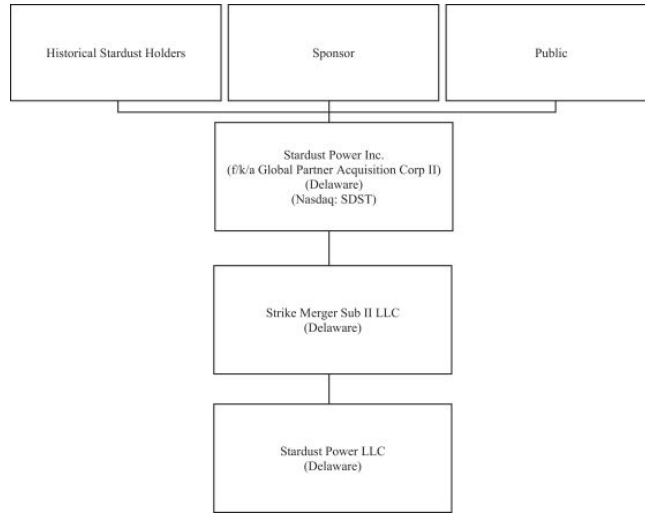 Historical Stardust Holders
Sponsor
Public
Stardust Power Inc.
(f/k/a Global Partner Acquisition Corp II)
(Delaware)
(Nasdaq: SDST)
Strike Merger Sub II LLC
(Delaware)
Stardust Power LLC
(Delaware)